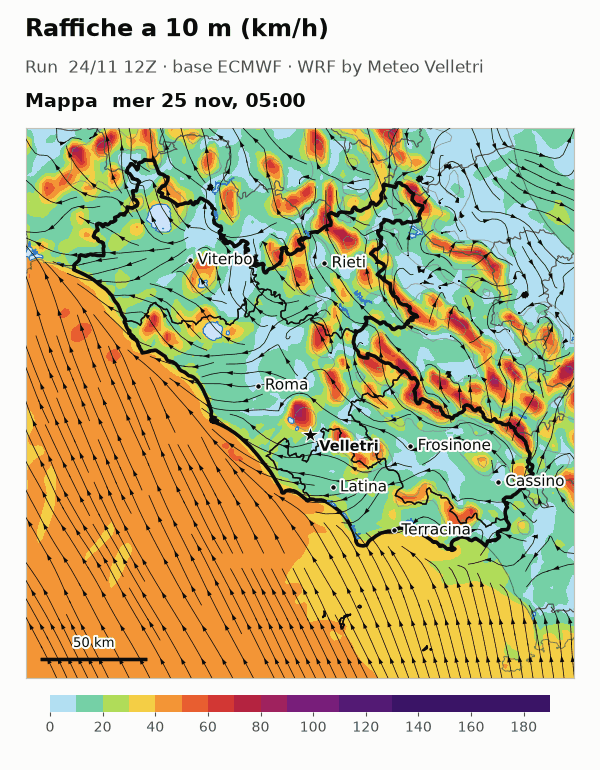 Raffiche a 10 m (km/h)
Run  24/11 12Z · base ECMWF · WRF by Meteo Velletri
Mappa  mer 25 nov, 05:00
Viterbo
Rieti
Roma
Velletri
Frosinone
Cassino
Latina
Terracina
50 km
0 20 40 60 80 100 120 140 160 180